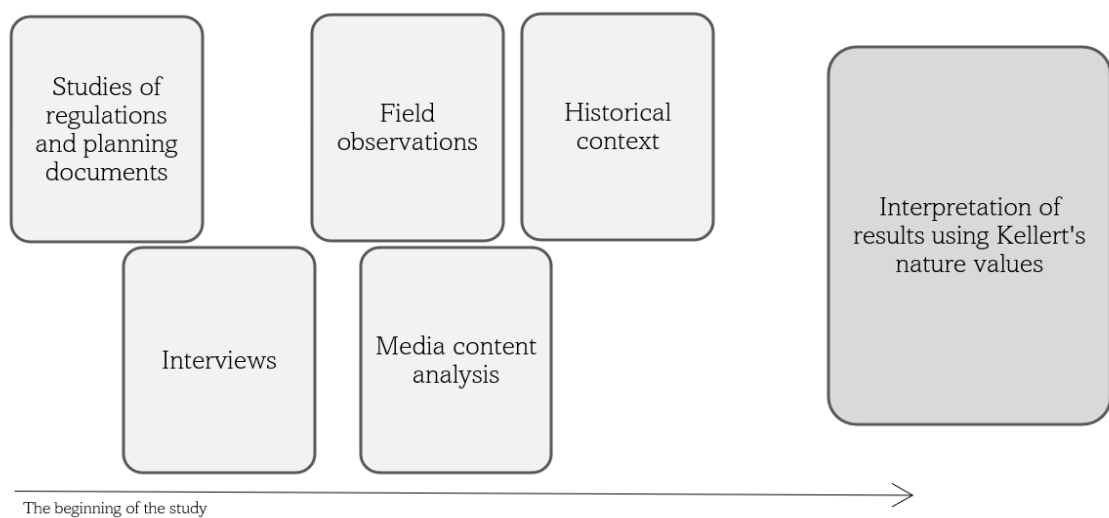 Studies of
regulations
and planning
documents
Field
observations
Historical
context
Interviews
Media content
analysis
Interpretation of
results using Kellert's
nature values
The beginning of the study